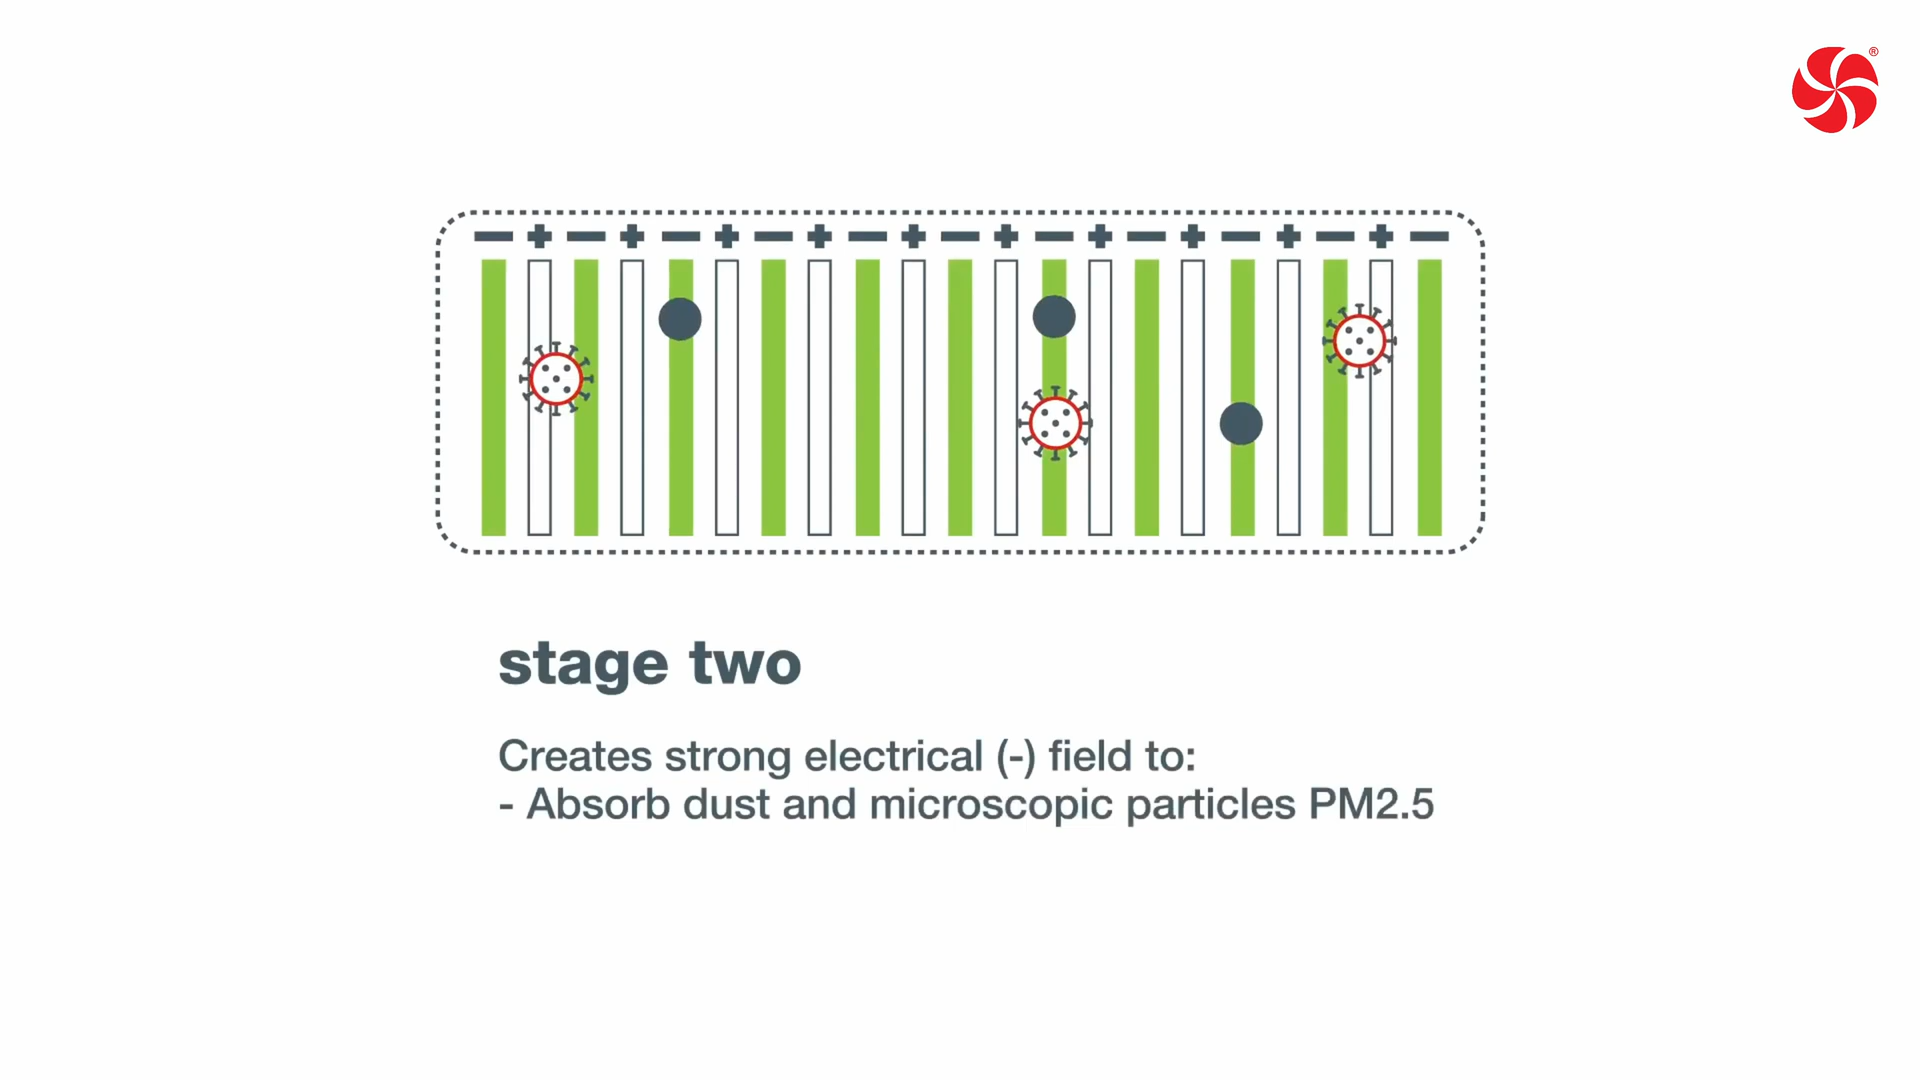 ®
stage two
Creates strong electrical (-) field to:
- Absorb dust and microscopic particles PM2.5